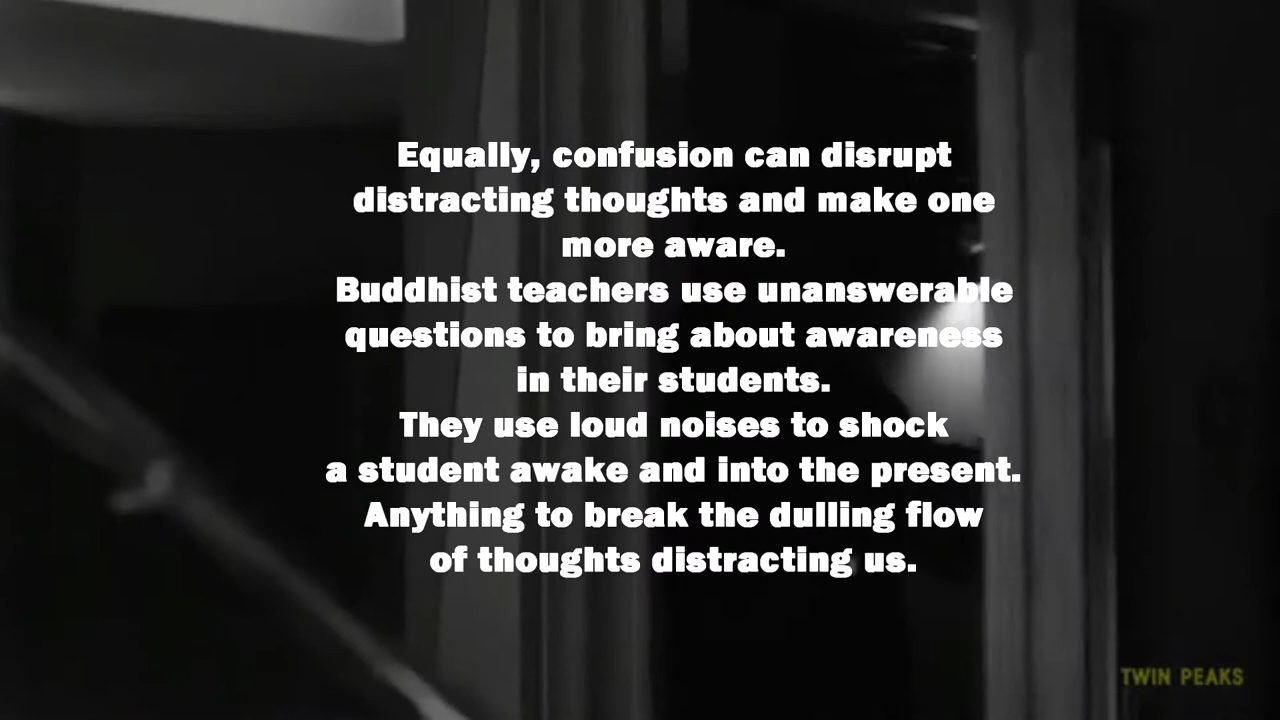 Equally, confusion can disrupt
distracting thoughts and make one
more aware.
Buddhist teachers use unanswerable
questions to bring about awareness
in their students.
They use loud noises to shock
a student awake and into the present.
Anything to break the dulling flow
of thoughts distracting us.
TWIN PEAKS